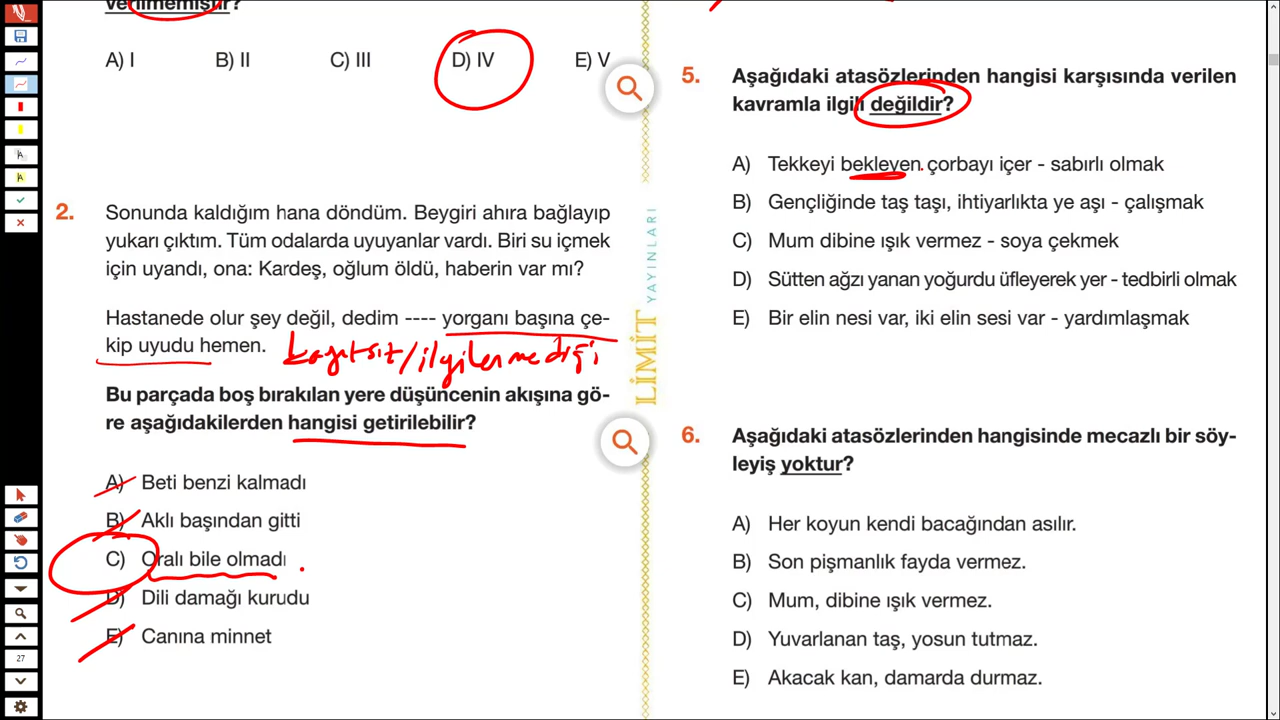 verilmemiştir?
A) I B) II C) III D) IV E) V
2. Sonunda kaldığım hana döndüm. Beygiri ahıra bağlayıp
yukarı çıktım. Tüm odalarda uyuyanlar vardı. Biri su içmek
için uyandı, ona: Kardeş, oğlum öldü, haberin var mı?
Hastanede olur şey değil, dedim ---- yorganı başına çe-
kip uyudu hemen.
kayıtsız/ilgilenmediği
Bu parçada boş bırakılan yere düşüncenin akışına gö-
re aşağıdakilerden hangisi getirilebilir?
A) Beti benzi kalmadı
B) Aklı başından gitti
C) Oralı bile olmadı
D) Dili damağı kurudu
E) Canına minnet
LİMİT YAYINLARI
5. Aşağıdaki atasözlerinden hangisi karşısında verilen
kavramla ilgili değildir?
A) Tekkeyi bekleyen çorbayı içer - sabırlı olmak
B) Gençliğinde taş taşı, ihtiyarlıkta ye aşı - çalışmak
C) Mum dibine ışık vermez - soya çekmek
D) Sütten ağzı yanan yoğurdu üfleyerek yer - tedbirli olmak
E) Bir elin nesi var, iki elin sesi var - yardımlaşmak
6. Aşağıdaki atasözlerinden hangisinde mecazlı bir söy-
leyiş yoktur?
A) Her koyun kendi bacağından asılır.
B) Son pişmanlık fayda vermez.
C) Mum, dibine ışık vermez.
D) Yuvarlanan taş, yosun tutmaz.
E) Akacak kan, damarda durmaz.
A
A
27